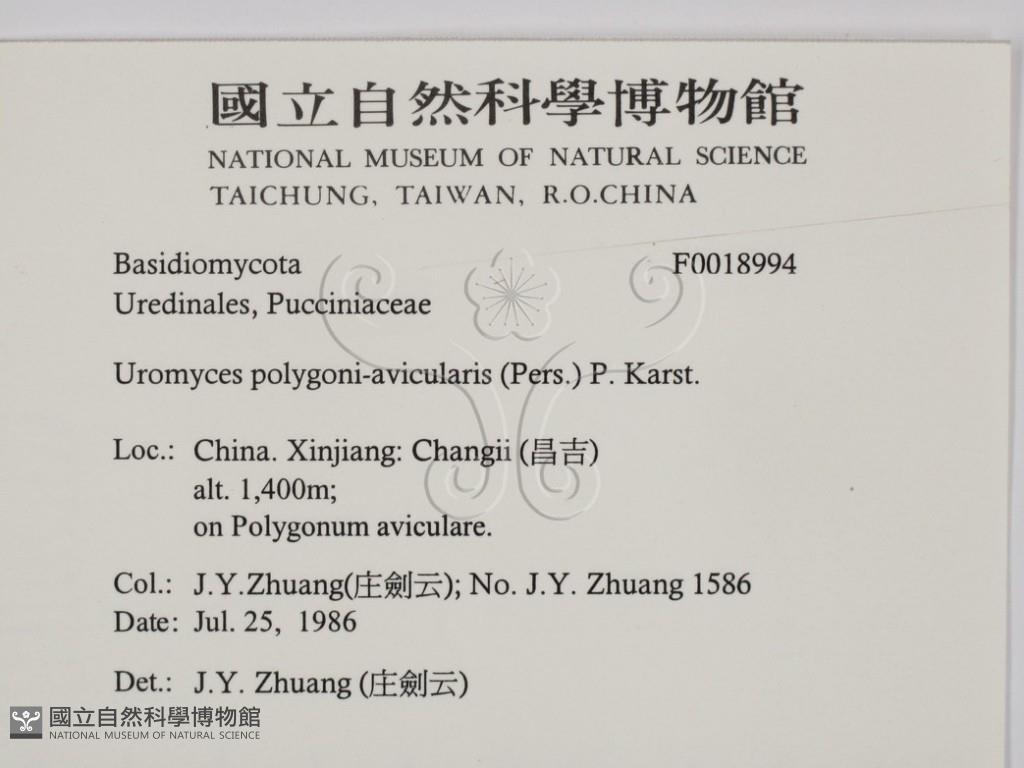 國立自然科學博物館
NATIONAL MUSEUM OF NATURAL SCIENCE
TAICHUNG, TAIWAN, R.O.CHINA
Basidiomycota F0018994
Uredinales, Pucciniaceae
Uromyces polygoni-avicularis (Pers.) P. Karst.
Loc.: China. Xinjiang: Changii (昌吉)
alt. 1,400m;
on Polygonum aviculare.
Col.: J.Y.Zhuang(庄劍云); No. J.Y. Zhuang 1586
Date: Jul. 25, 1986
Det.: J.Y. Zhuang (庄劍云)
國立自然科學博物館
NATIONAL MUSEUM OF NATURAL SCIENCE